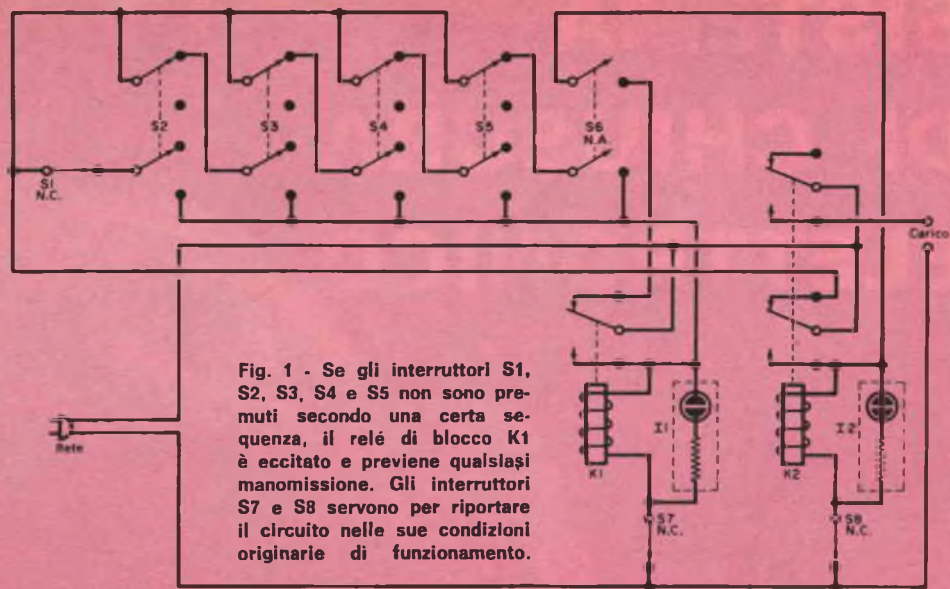 S2
S3
S4
S5
S6
N.A.
S1
N.C.
Carico
Rete
Fig. 1 - Se gli interruttori S1,
S2, S3, S4 e S5 non sono pre-
muti secondo una certa se-
quenza, il relé di blocco K1
è eccitato e previene qualsiasi
manomissione. Gli interruttori
S7 e S8 servono per riportare
il circuito nelle sue condizioni
originarie di funzionamento.
I1
K1
S7
N.C.
I2
K2
S8
N.C.